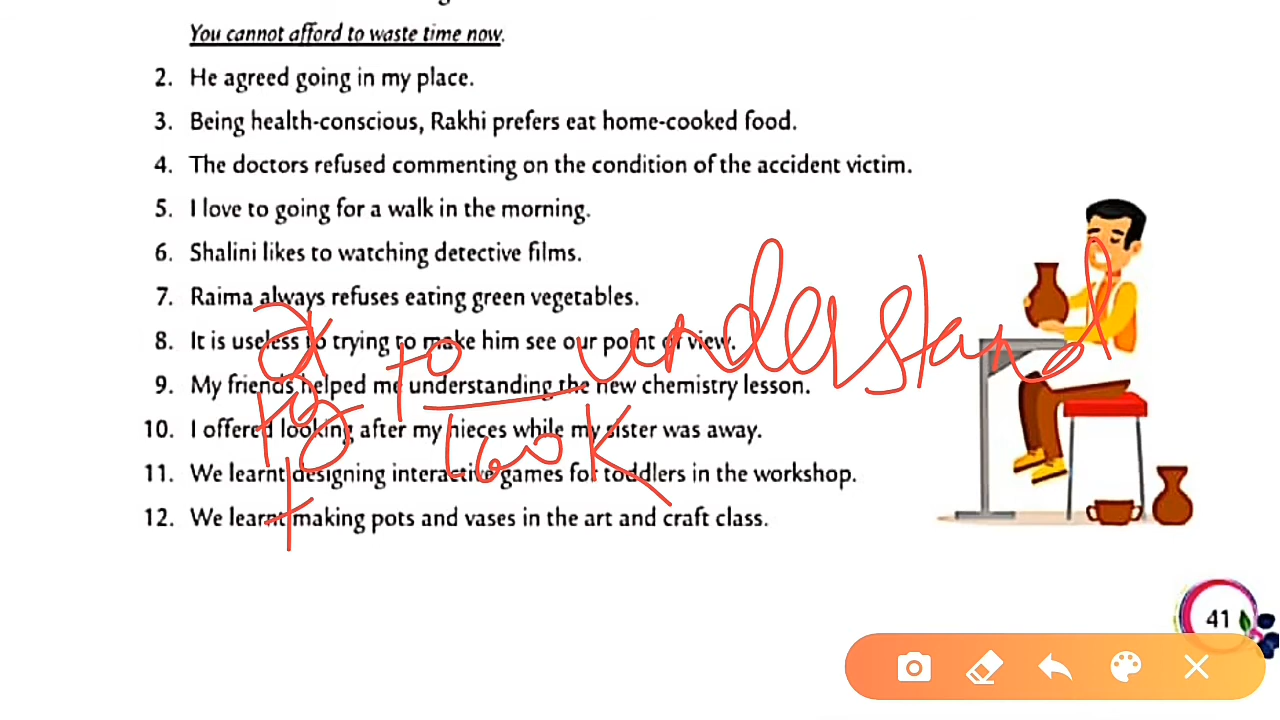 You cannot afford to waste time now.
2. He agreed going in my place.
3. Being health-conscious, Rakhi prefers eat home-cooked food.
4. The doctors refused commenting on the condition of the accident victim.
5. I love to going for a walk in the morning.
6. Shalini likes to watching detective films.
7. Raima always refuses eating green vegetables.
8. It is useless to trying to make him see our point of view.
to understand
9. My friends helped me understanding the new chemistry lesson.
10. I offered looking after my nieces while my sister was away.
to look
11. We learnt designing interactive games for toddlers in the workshop.
12. We learnt making pots and vases in the art and craft class.
41